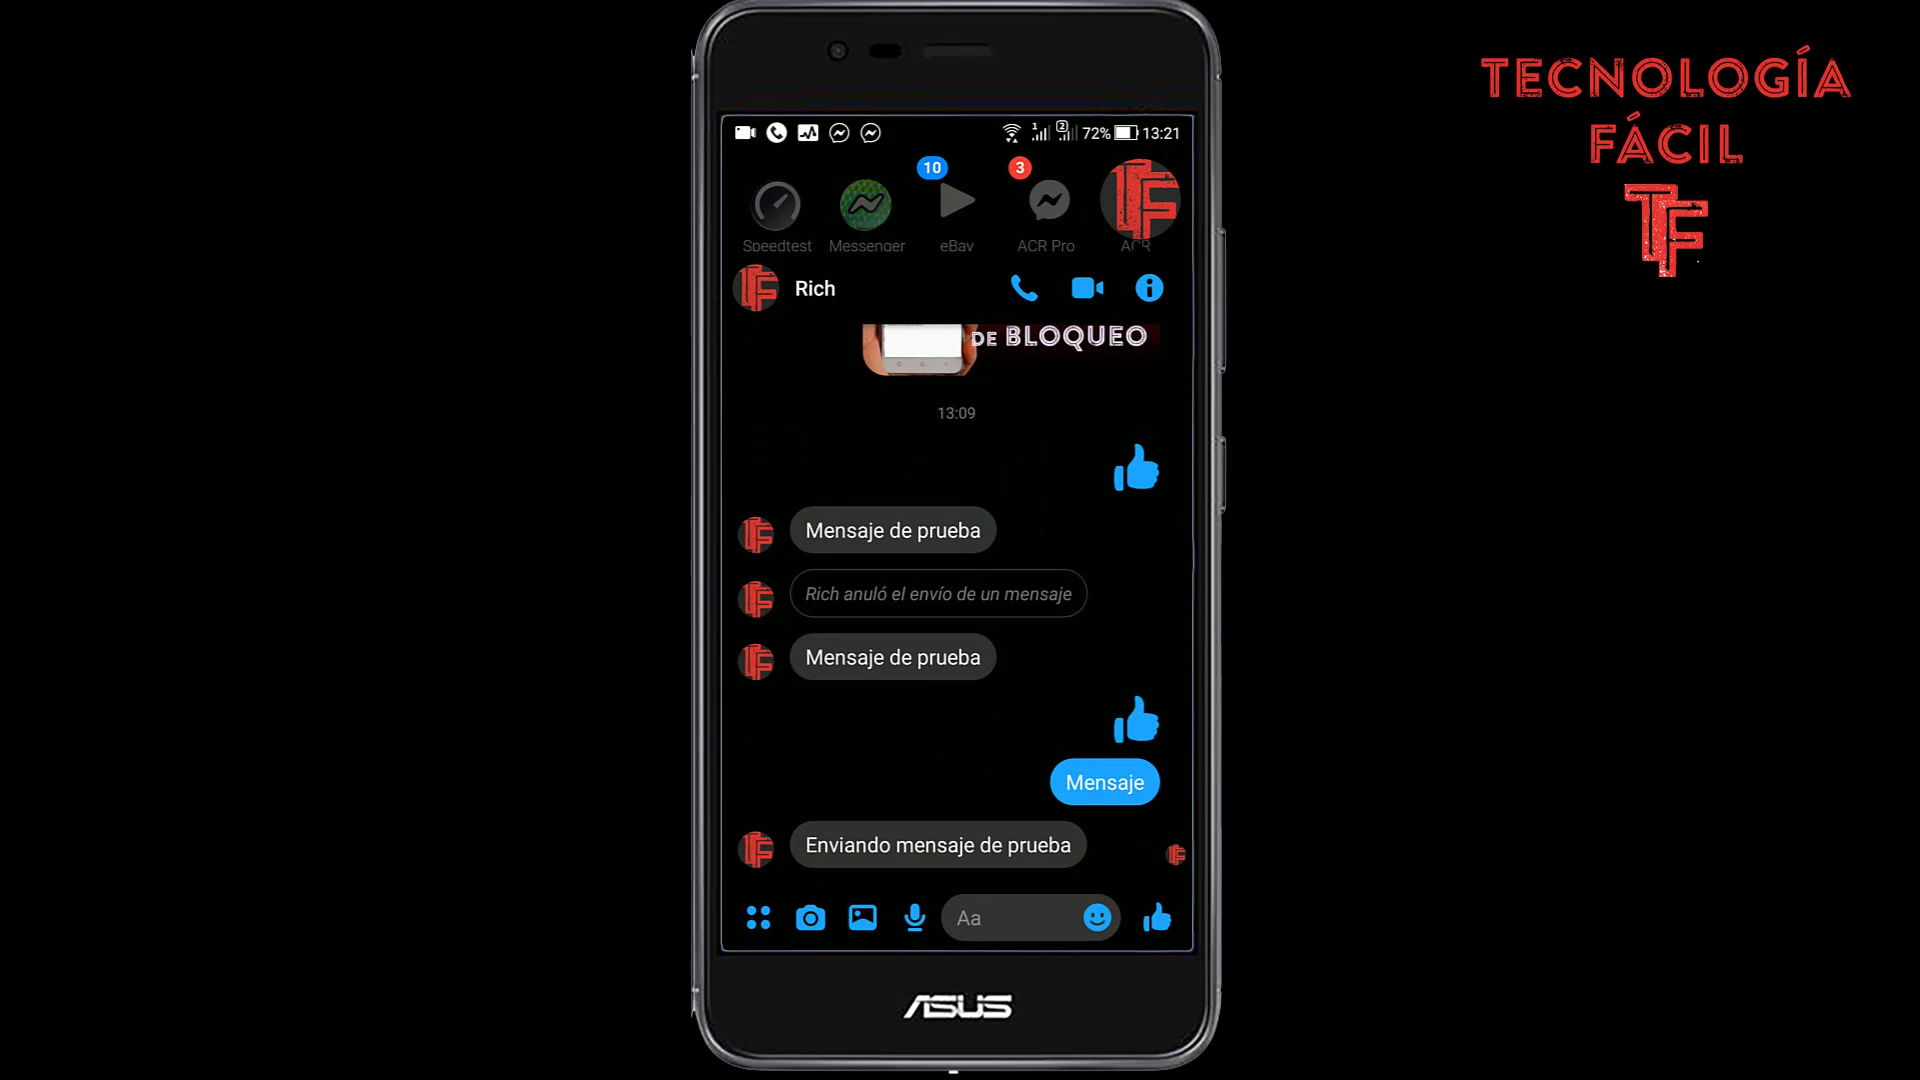 TECNOLOGÍA
FÁCIL
TF
72% 13:21
10
3
Speedtest
Messenger
eBay
ACR Pro
ACR
Rich
DE BLOQUEO
13:09
Mensaje de prueba
Rich anuló el envío de un mensaje
Mensaje de prueba
Mensaje
Enviando mensaje de prueba
Aa
ASUS